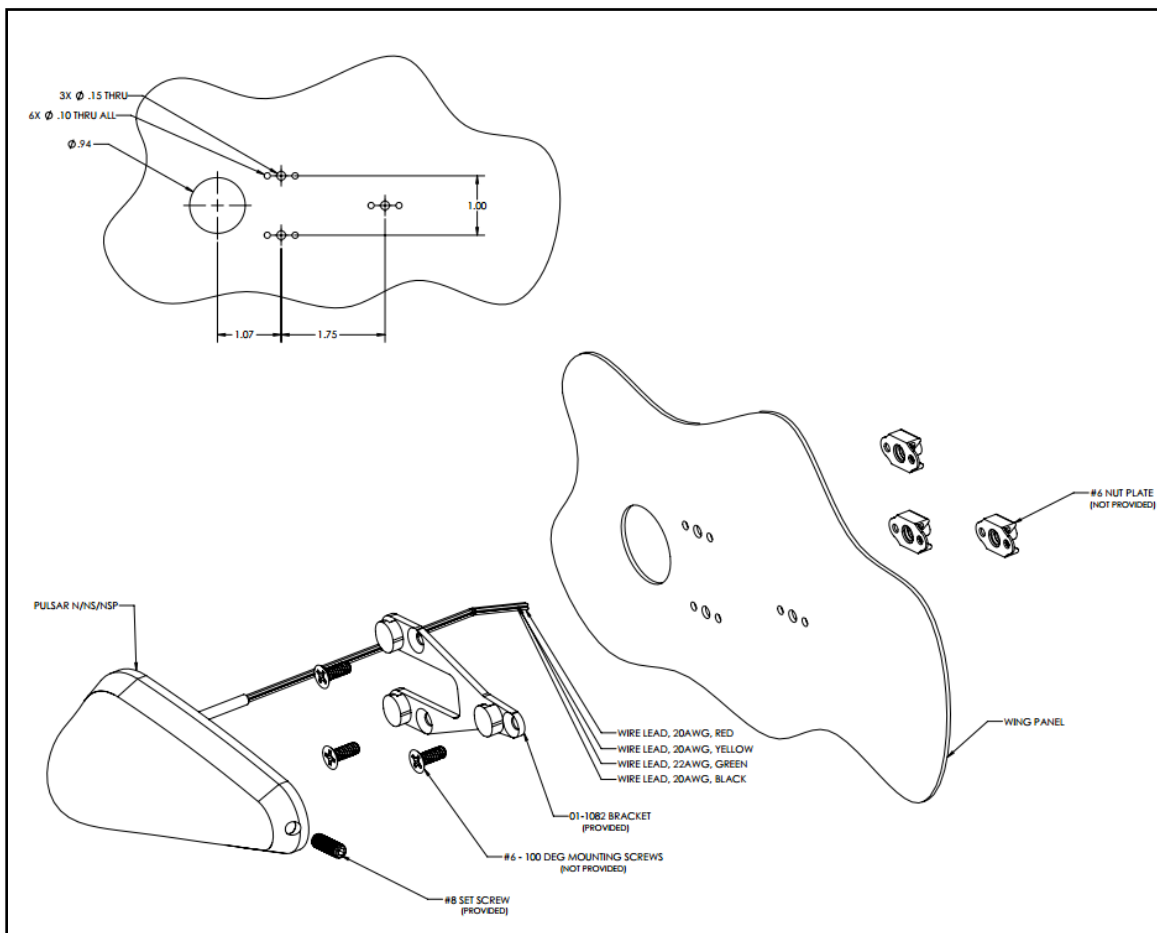 3X Ø .15 THRU
6X Ø .10 THRU ALL
Ø.94
1.00
1.07
1.75
#6 NUT PLATE
(NOT PROVIDED)
PULSAR N/NS/NSP
WING PANEL
WIRE LEAD, 20AWG, RED
WIRE LEAD, 20AWG, YELLOW
WIRE LEAD, 22AWG, GREEN
WIRE LEAD, 20AWG, BLACK
01-1082 BRACKET
(PROVIDED)
#6 - 100 DEG MOUNTING SCREWS
(NOT PROVIDED)
#8 SET SCREW
(PROVIDED)